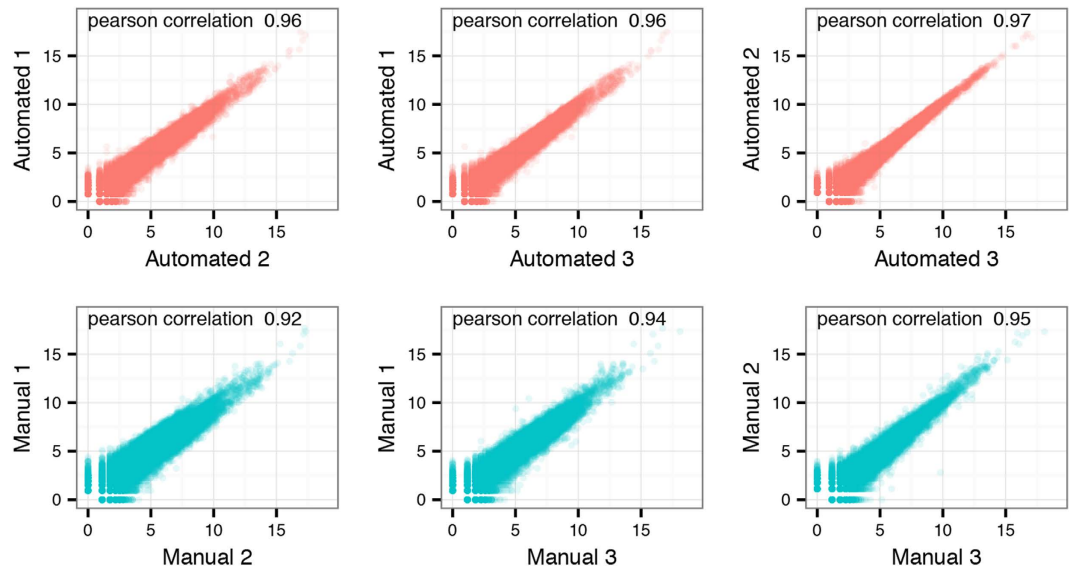 pearson correlation 0.96
Automated 1
15
10
5
0
0 5 10 15
Automated 2
pearson correlation 0.96
Automated 1
15
10
5
0
0 5 10 15
Automated 3
pearson correlation 0.97
Automated 2
15
10
5
0
0 5 10 15
Automated 3
pearson correlation 0.92
Manual 1
15
10
5
0
0 5 10 15
Manual 2
pearson correlation 0.94
Manual 1
15
10
5
0
0 5 10 15
Manual 3
pearson correlation 0.95
Manual 2
15
10
5
0
0 5 10 15
Manual 3